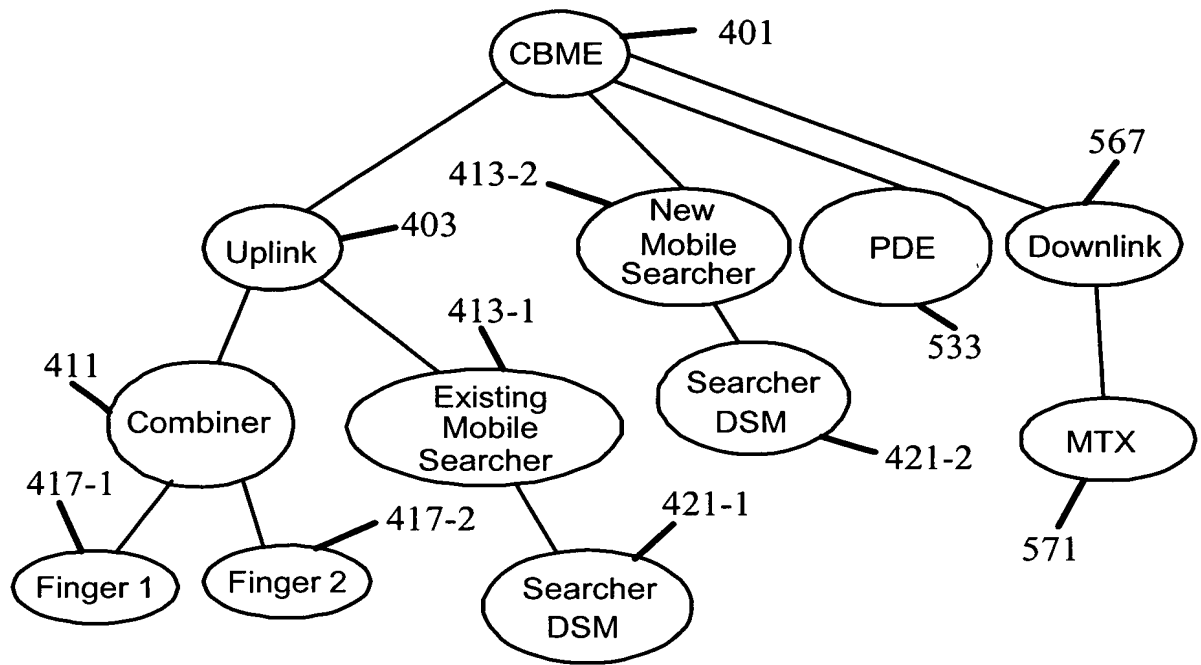 CBME
401
567
413-2
New
Mobile
Searcher
403
Uplink
PDE
Downlink
413-1
533
411
Existing
Mobile
Searcher
Searcher
DSM
Combiner
MTX
421-2
417-1
417-2
421-1
571
Finger 1
Finger 2
Searcher
DSM